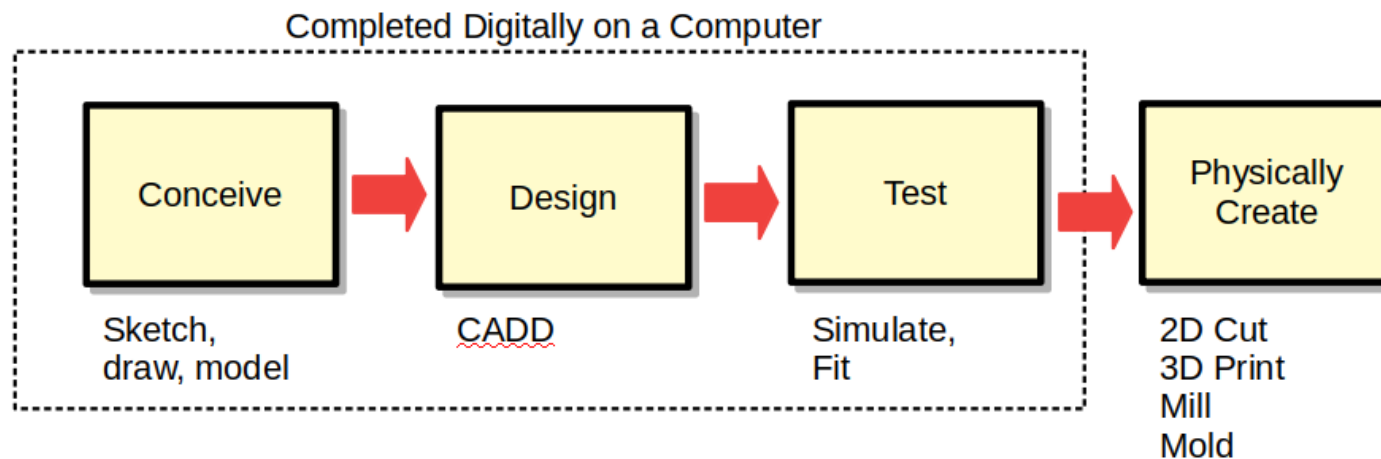 Completed Digitally on a Computer
Conceive
Design
Test
Physically
Create
Sketch,
draw, model
CADD
Simulate,
Fit
2D Cut
3D Print
Mill
Mold